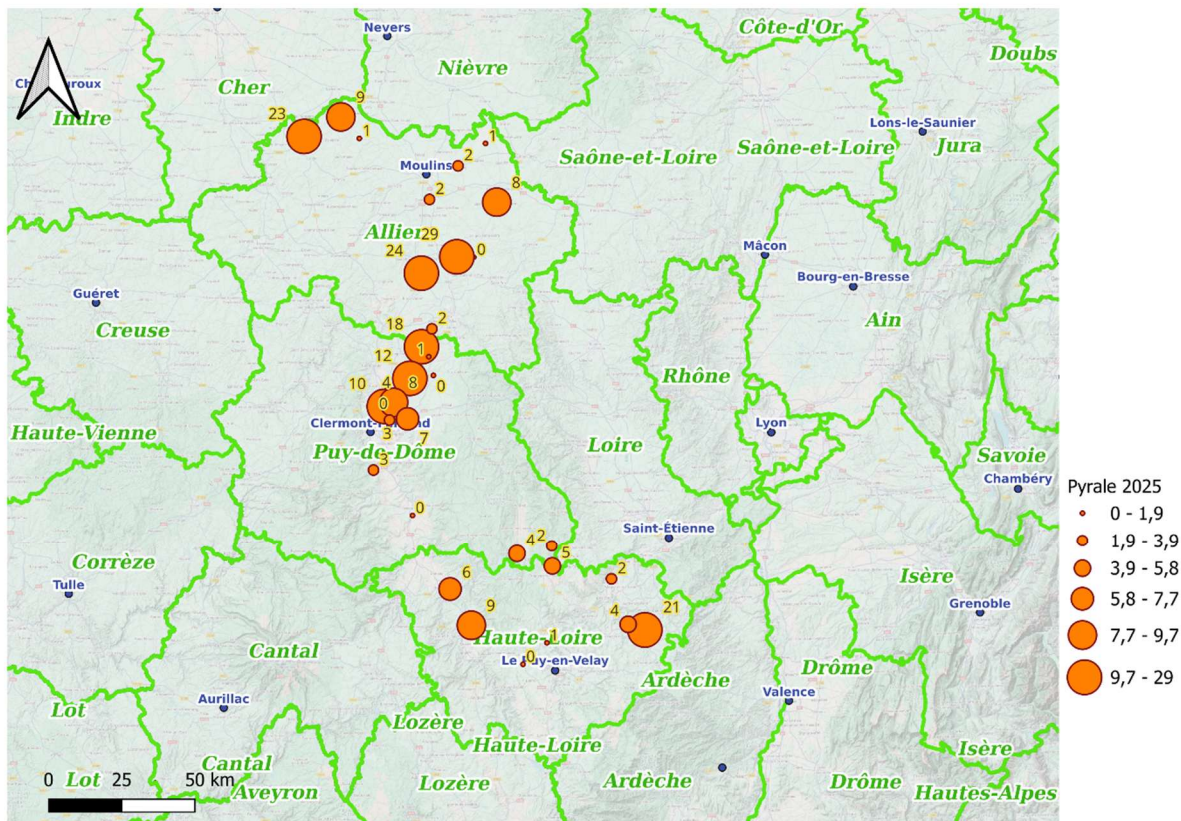 Nevers
Côte-d'Or
Doubs
Cher
Nièvre
Indre
23
9
1
1
Lons-le-Saunier
Jura
Saône-et-Loire
Saône-et-Loire
Moulins
2
2
8
Allier
29
24
0
Mâcon
Bourg-en-Bresse
Guéret
Creuse
Ain
18
2
12
1
10
4
8
0
0
Rhône
Haute-Vienne
Clermont-
nd
3
7
Lyon
Puy-de-Dôme
3
Loire
Savoie
Chambéry
0
Saint-Étienne
4
2
5
2
Corrèze
Tulle
6
Isère
Grenoble
9
4
21
Haute-Loire
1
0
Le Puy-en-Velay
Cantal
Ardèche
Drôme
Valence
Aurillac
Lot
Lozère
Haute-Loire
Isère
Cantal
Lozère
Ardèche
Drôme
Aveyron
Hautes-Alpes
0 Lot 25 50 km
Pyrale 2025
0 - 1,9
1,9 - 3,9
3,9 - 5,8
5,8 - 7,7
7,7 - 9,7
9,7 - 29